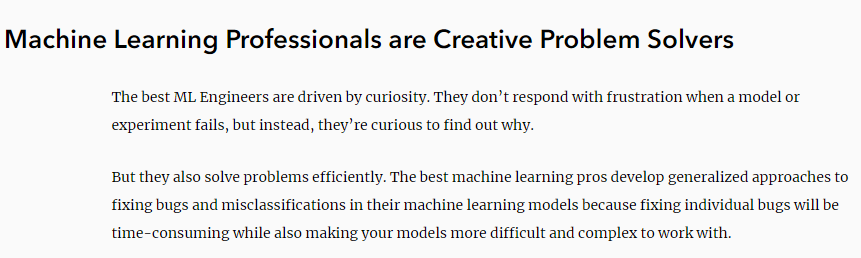 Machine Learning Professionals are Creative Problem Solvers
The best ML Engineers are driven by curiosity. They don’t respond with frustration when a model or
experiment fails, but instead, they’re curious to find out why.
But they also solve problems efficiently. The best machine learning pros develop generalized approaches to
fixing bugs and misclassifications in their machine learning models because fixing individual bugs will be
time-consuming while also making your models more difficult and complex to work with.